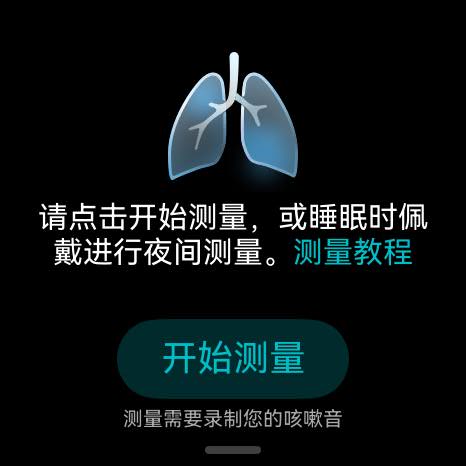 请点击开始测量，或睡眠时佩
戴进行夜间测量。测量教程
开始测量
测量需要录制您的咳嗽音